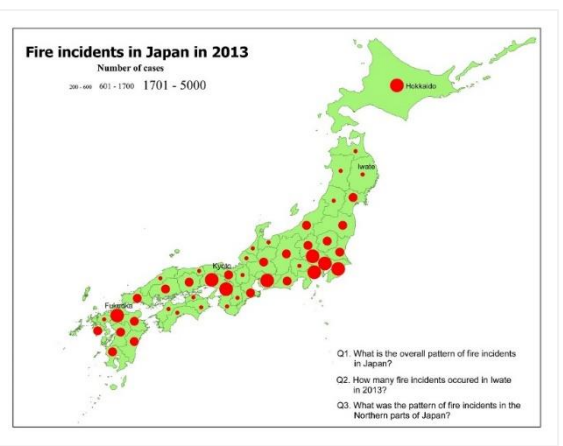 Fire incidents in Japan in 2013
Number of cases
200 - 600 601 - 1700 1701 - 5000
Hokkaido
Iwate
Kyoto
Fukuoka
Q1. What is the overall pattern of fire incidents
in Japan?
Q2. How many fire incidents occured in Iwate
in 2013?
Q3. What was the pattern of fire incidents in the
Northern parts of Japan?